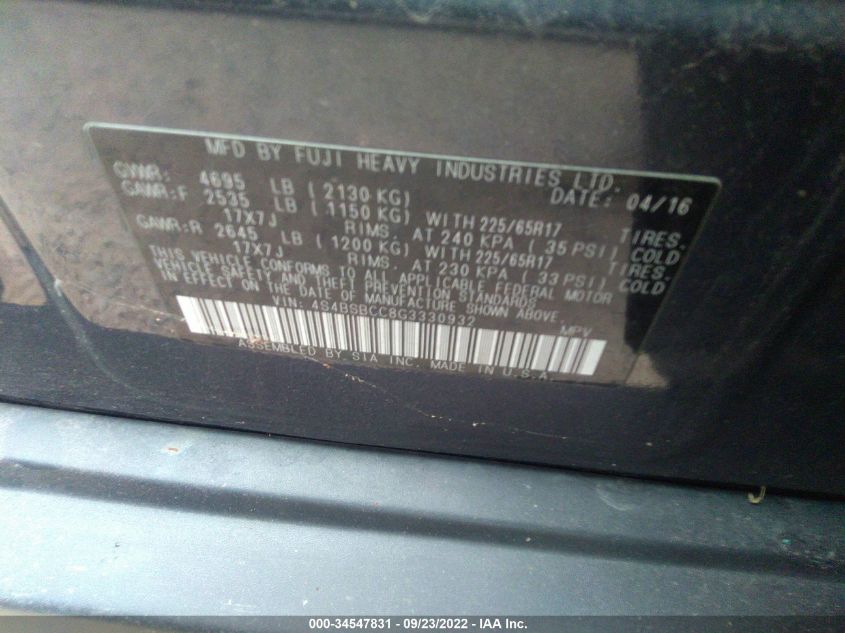 MFD BY FUJI HEAVY INDUSTRIES LTD.
GVWR: 4695 LB ( 2130 KG) DATE: 04/16
GAWR:F 2535 LB ( 1150 KG) WITH 225/65R17 TIRES.
17X7J RIMS. AT 240 KPA ( 35 PSI) COLD
GAWR:R 2645 LB ( 1200 KG) WITH 225/65R17 TIRES.
17X7J RIMS. AT 230 KPA ( 33 PSI) COLD
THIS VEHICLE CONFORMS TO ALL APPLICABLE FEDERAL MOTOR
VEHICLE SAFETY AND THEFT PREVENTION STANDARDS
IN EFFECT ON THE DATE OF MANUFACTURE SHOWN ABOVE.
VIN: 4S4BSBCC8G3330932 MPV
ASSEMBLED BY SIA INC. MADE IN U.S.A
000-34547831 - 09/23/2022 - IAA Inc.